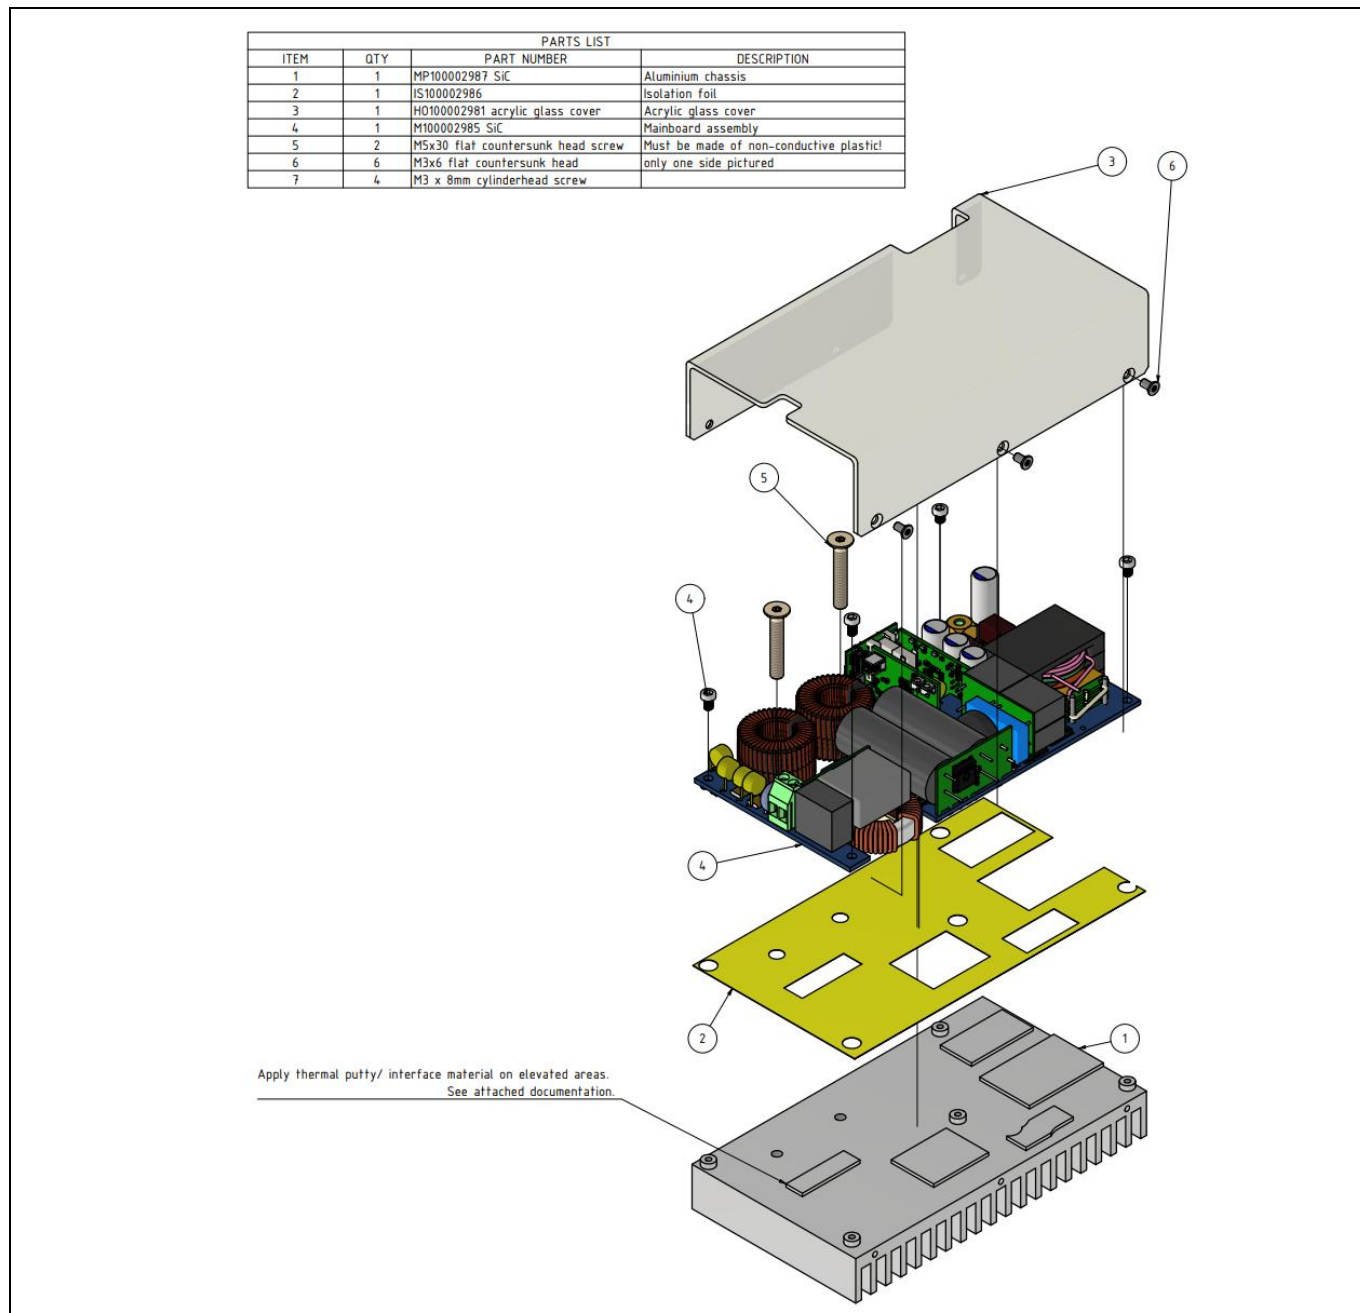 PARTS LIST
ITEM QTY PART NUMBER DESCRIPTION
1 1 MP100002987 SiC Aluminium chassis
2 1 IS100002986 Isolation foil
3 1 HO100002981 acrylic glass cover Acrylic glass cover
4 1 M100002985 SiC Mainboard assembly
5 2 M5x30 flat countersunk head screw Must be made of non-conductive plastic!
6 6 M3x6 flat countersunk head only one side pictured
7 4 M3 x 8mm cylinderhead screw
3
6
5
4
4
2
1
Apply thermal putty/ interface material on elevated areas.
See attached documentation.